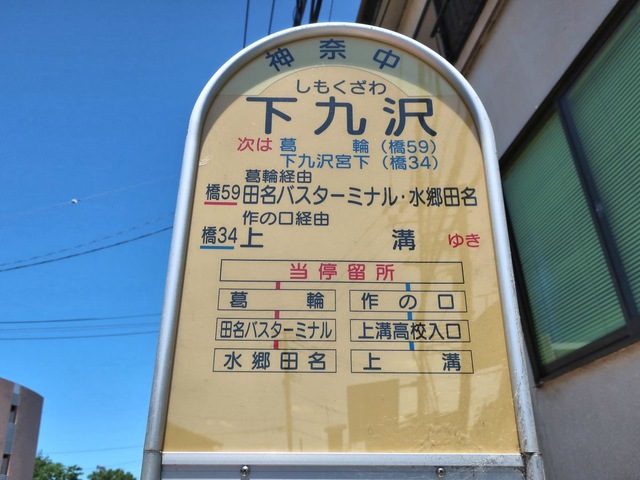 神奈中
しもくざわ
下九沢
次は 葛輪(橋59)
下九沢宮下(橋34)
葛輪経由
橋59 田名バスターミナル・水郷田名
作の口経由
橋34 上溝 ゆき
当停留所
葛輪 作の口
田名バスターミナル 上溝高校入口
水郷田名 上溝